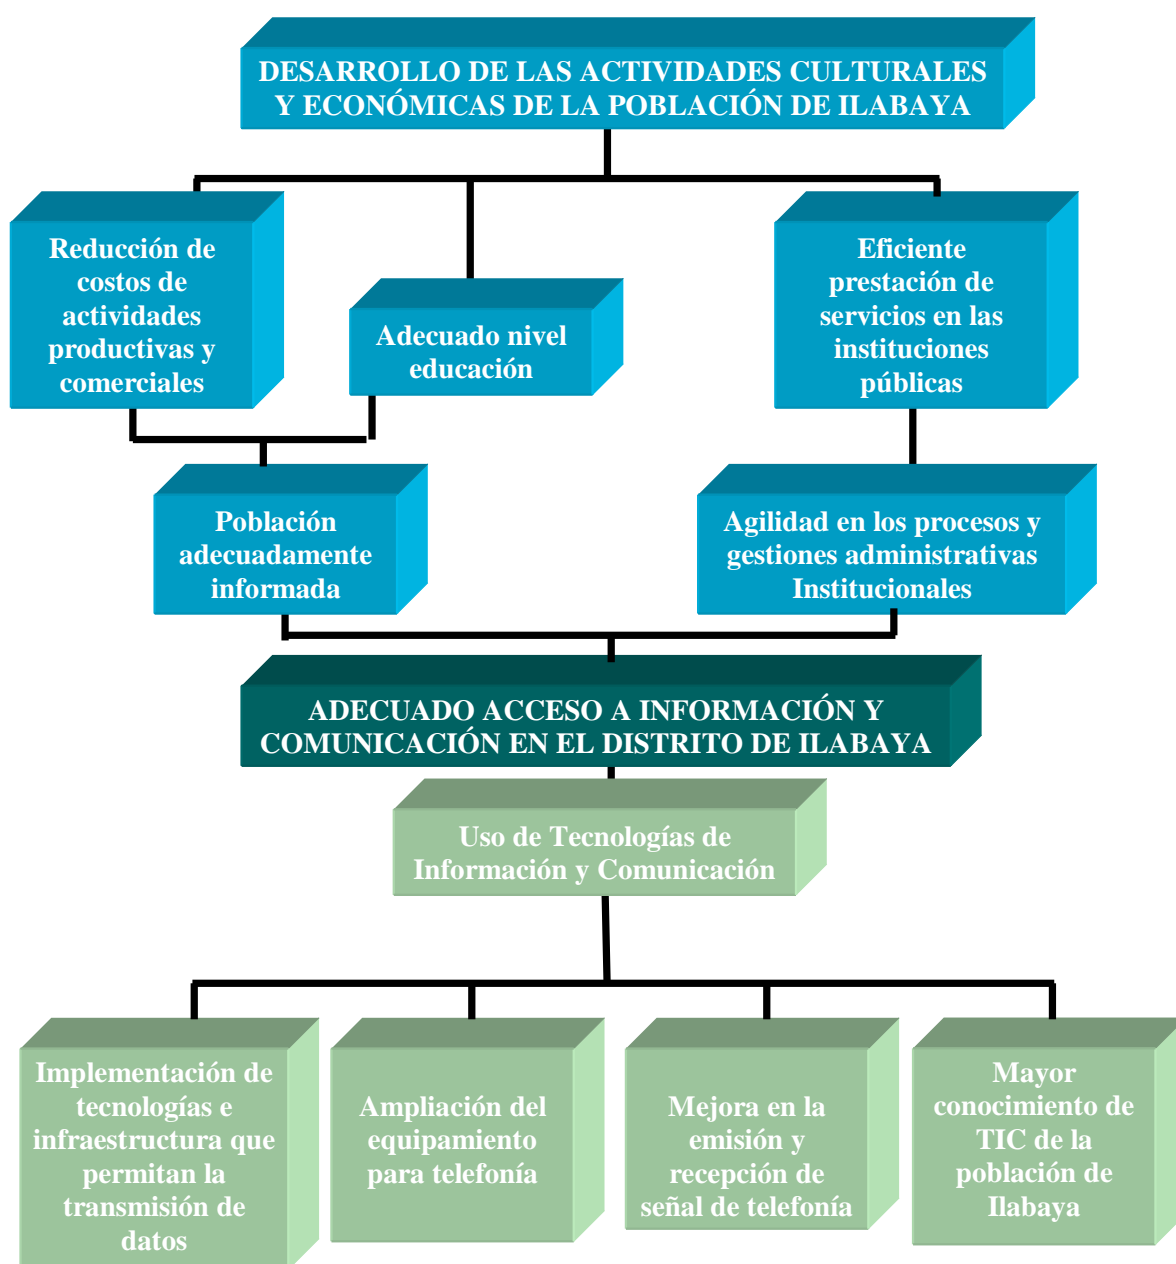 DESARROLLO DE LAS ACTIVIDADES CULTURALES
Y ECONÓMICAS DE LA POBLACIÓN DE ILABAYA
Reducción de
costos de
actividades
productivas y
comerciales
Adecuado nivel
educación
Eficiente
prestación de
servicios en las
instituciones
públicas
Población
adecuadamente
informada
Agilidad en los procesos y
gestiones administrativas
Institucionales
ADECUADO ACCESO A INFORMACIÓN Y
COMUNICACIÓN EN EL DISTRITO DE ILABAYA
Uso de Tecnologías de
Información y Comunicación
Implementación de
tecnologías e
infraestructura que
permitan la
transmisión de
datos
Ampliación del
equipamiento
para telefonía
Mejora en la
emisión y
recepción de
señal de telefonía
Mayor
conocimiento de
TIC de la
población de
Ilabaya